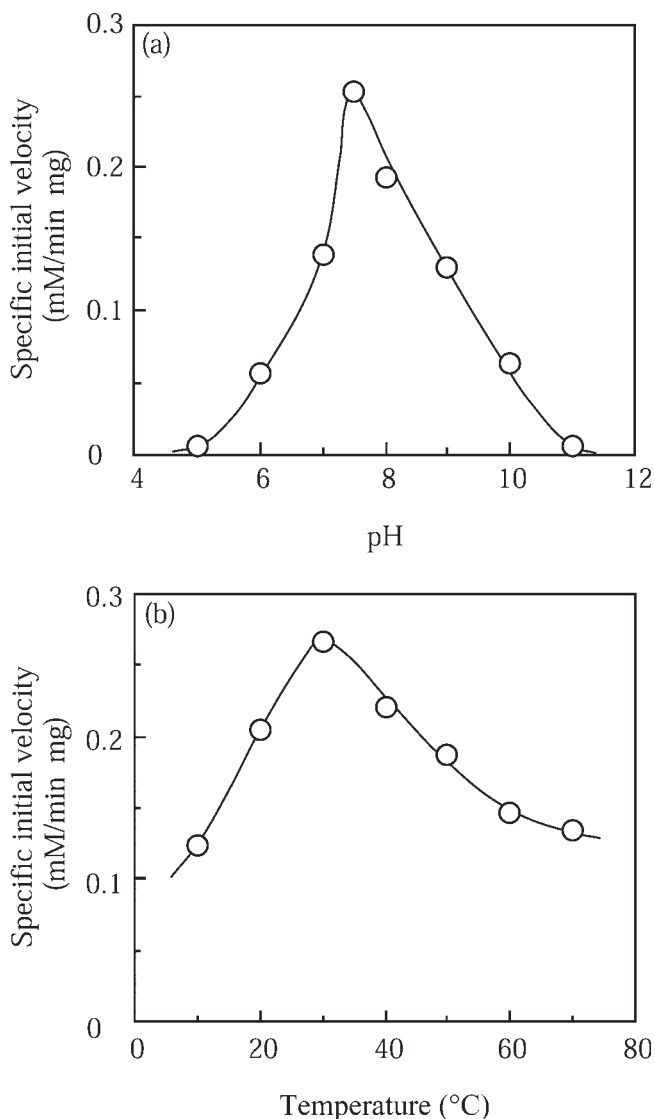 0.3
(a)
0.2
0.1
0
Specific initial velocity
(mM/min mg)
4 6 8 10 12
pH
0.3
(b)
0.2
0.1
0
Specific initial velocity
(mM/min mg)
0 20 40 60 80
Temperature (°C)